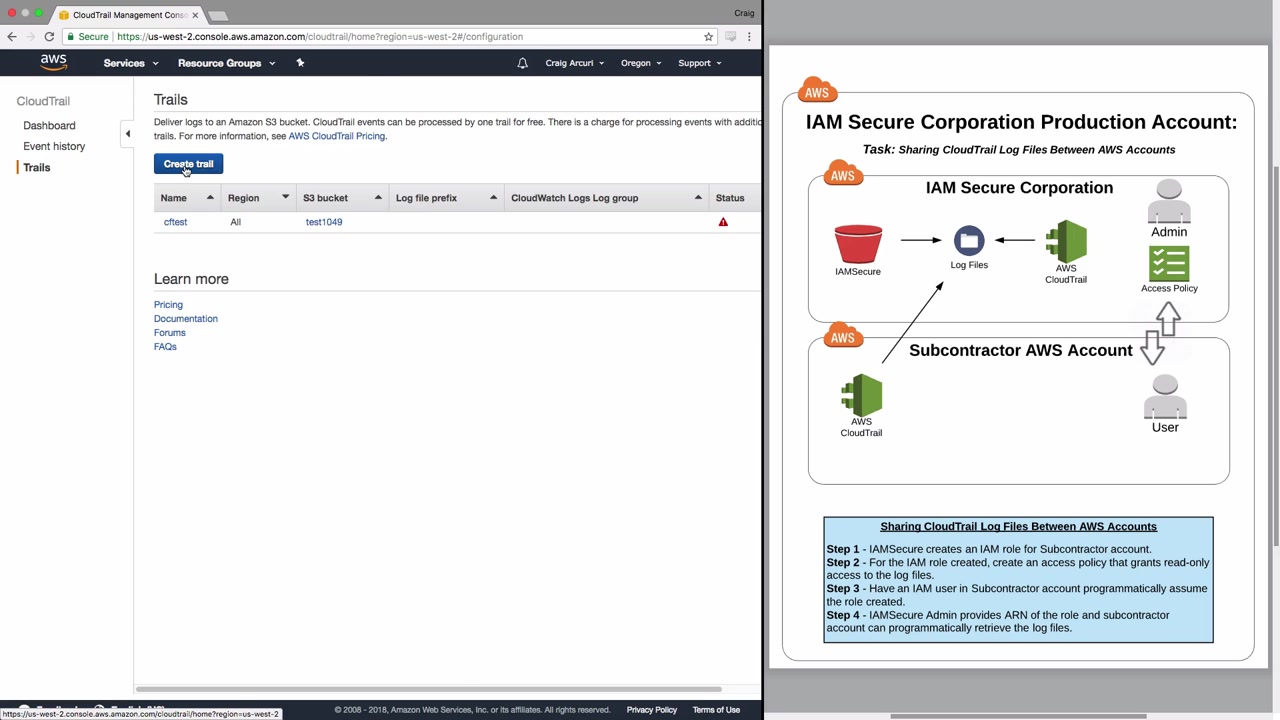 CloudTrail Management Cons
Craig
Secure | https://us-west-2.console.aws.amazon.com/cloudtrail/home?region=us-west-2#/configuration
aws
Services
Resource Groups
Craig Arcurl
Oregon
Support
CloudTrail
Dashboard
Event history
Trails
Trails
Deliver logs to an Amazon S3 bucket. CloudTrail events can be processed by one trail for free. There is a charge for processing events with additio
trails. For more information, see AWS CloudTrail Pricing.
Create trail
Name
Region
S3 bucket
Log file prefix
CloudWatch Logs Log group
Status
cftest
All
test1049
Learn more
Pricing
Documentation
Forums
FAQs
https://us-west-2.console.aws.amazon.com/cloudtrail/home?region=us-west-2
© 2008 - 2018, Amazon Web Services, Inc. or its affiliates. All rights reserved.
Privacy Policy
Terms of Use
AWS
IAM Secure Corporation Production Account:
Task: Sharing CloudTrail Log Files Between AWS Accounts
AWS
IAM Secure Corporation
Admin
IAMSecure
Log Files
AWS
CloudTrail
Access Policy
AWS
Subcontractor AWS Account
AWS
CloudTrail
User
Sharing CloudTrail Log Files Between AWS Accounts
Step 1 - IAMSecure creates an IAM role for Subcontractor account.
Step 2 - For the IAM role created, create an access policy that grants read-only
access to the log files.
Step 3 - Have an IAM user in Subcontractor account programmatically assume
the role created.
Step 4 - IAMSecure Admin provides ARN of the role and subcontractor
account can programmatically retrieve the log files.